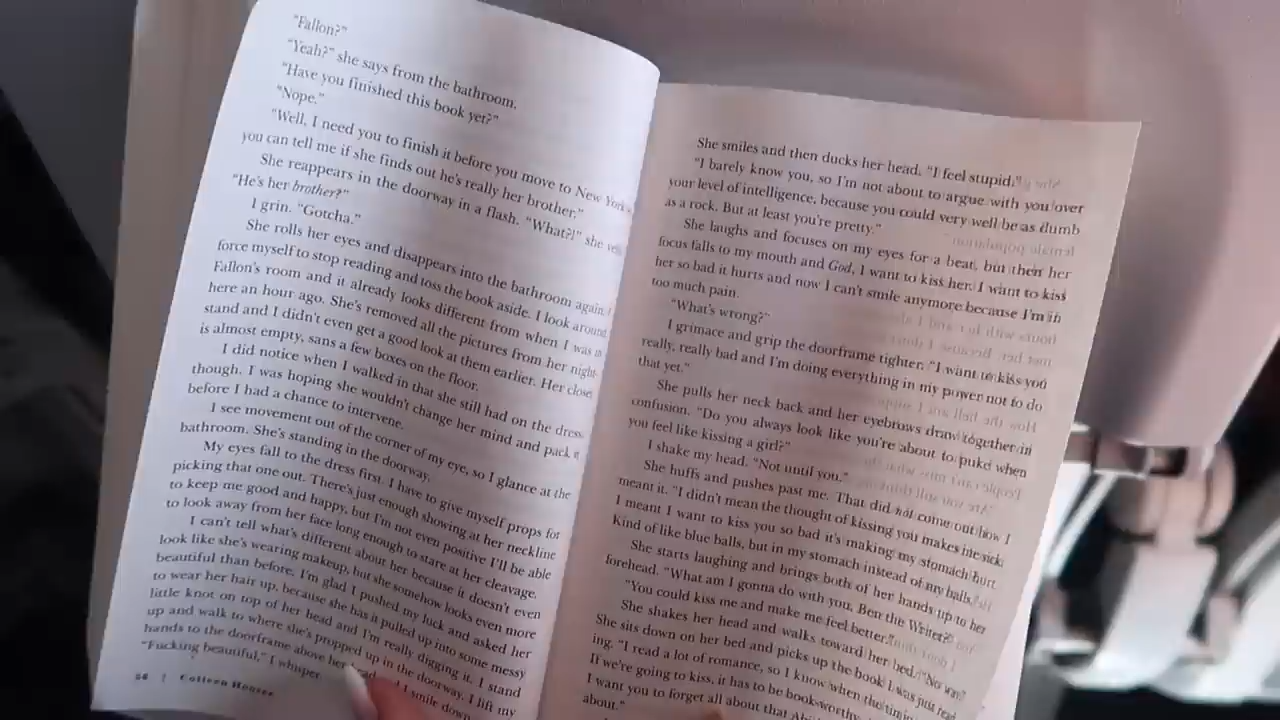 "Fallon?"
"Yeah?" she says from the bathroom.
"Have you finished this book yet?"
"Nope."
"Well, I need you to finish it before you move to New York
you can tell me if she finds out he's really her brother."
She reappears in the doorway in a flash. "What?!" she
"He's her brother?"
I grin. "Gotcha."
She rolls her eyes and disappears into the bathroom again. I
force myself to stop reading and toss the book aside. I look around
Fallon's room and it already looks different from when I was
here an hour ago. She's removed all the pictures from her night-
stand and I didn't even get a good look at them earlier. Her closet
is almost empty, sans a few boxes on the floor.
I did notice when I walked in that she still had on the dress
though. I was hoping she wouldn't change her mind and pack
before I had a chance to intervene.
I see movement out of the corner of my eye, so I glance at the
bathroom. She's standing in the doorway.
My eyes fall to the dress first. I have to give myself props for
picking that one out. There's just enough showing at her neckline
to keep me good and happy, but I'm not even positive I'll be able
to look away from her face long enough to stare at her cleavage.
I can't tell what's different about her because it doesn't even
look like she's wearing makeup, but she somehow looks even more
beautiful than before. I'm glad I pushed my luck and asked her
to wear her hair up, because she has it pulled up into some messy
little knot on top of her head and I'm really digging it. I stand
up and walk to where she's propped up in the doorway. I lift my
hands to the doorframe above her I smile down
"Fucking beautiful," I whisper
Colleen Hoover
She smiles and then ducks her head. "I feel stupid."
"I barely know you, so I'm not about to argue with you over
your level of intelligence, because you could very well be as dumb
as a rock. But at least you're pretty."
She laughs and focuses on my eyes for a beat, but then her
focus falls to my mouth and God, I want to kiss her. I want to kiss
her so bad it hurts and now I can't smile anymore because I'm in
too much pain.
"What's wrong?"
I grimace and grip the doorframe tighter. "I want to kiss you
really, really bad and I'm doing everything in my power not to do
that yet."
She pulls her neck back and her eyebrows draw together in
confusion. "Do you always look like you're about to puke when
you feel like kissing a girl?"
I shake my head. "Not until you."
She huffs and pushes past me. That did not come out how I
meant it. "I didn't mean the thought of kissing you makes me sick.
I meant I want to kiss you so bad it's making my stomach hurt.
Kind of like blue balls, but in my stomach instead of my balls."
She starts laughing and brings both of her hands up to her
forehead. "What am I gonna do with you, Ben the Writer?"
"You could kiss me and make me feel better."
She shakes her head and walks toward her bed. "No way."
She sits down on her bed and picks up the book I was just read-
ing. "I read a lot of romance, so I know when the timin
If we're going to kiss, it has to be book-worthy.
I want you to forget all about that
about."